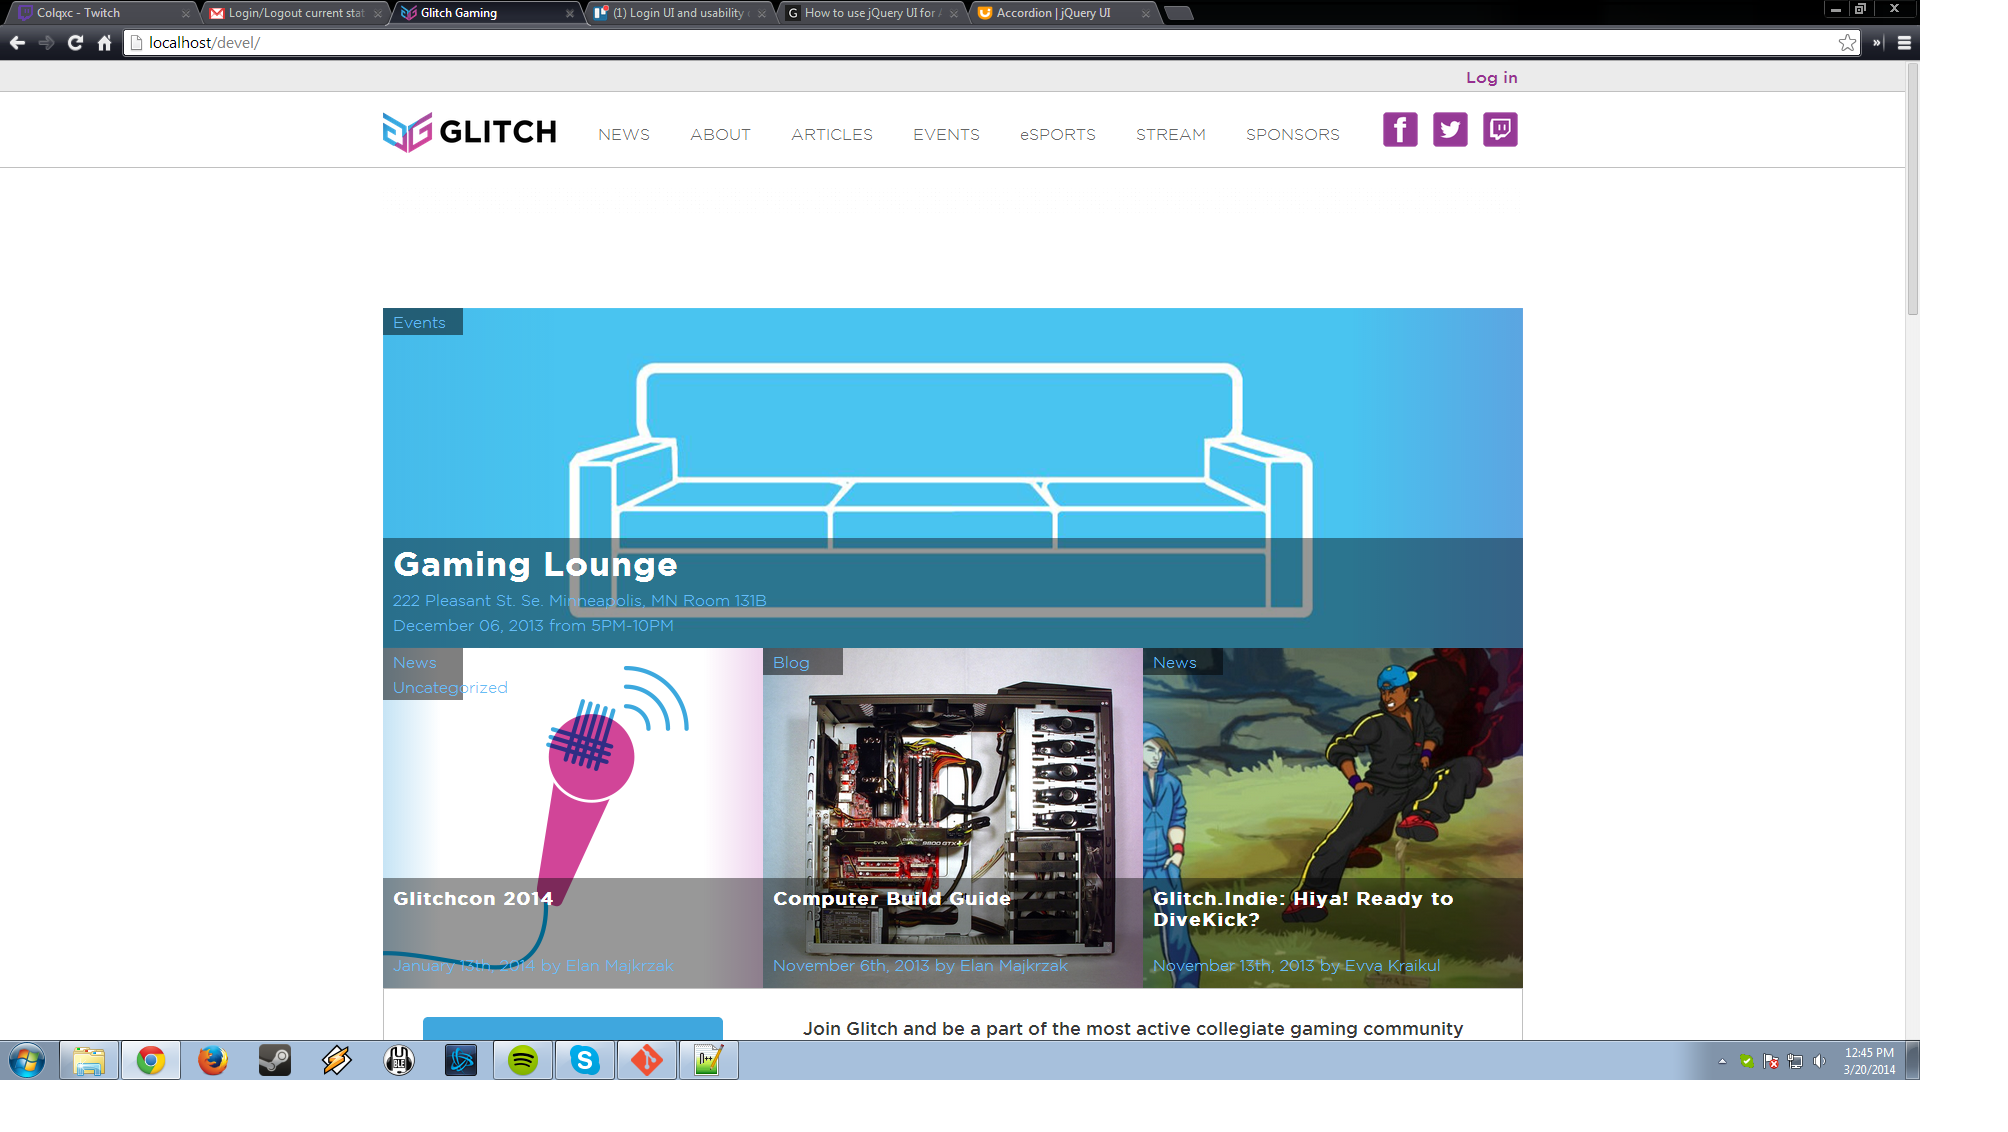 Colqxc - Twitch
Login/Logout current stat
Glitch Gaming
(1) Login UI and usability
How to use jQuery UI for
Accordion | jQuery UI
localhost/devel/
Log in
GLITCH
NEWS
ABOUT
ARTICLES
EVENTS
eSPORTS
STREAM
SPONSORS
Events
Gaming Lounge
222 Pleasant St. Se. Minneapolis, MN Room 131B
December 06, 2013 from 5PM-10PM
News
Uncategorized
Glitchcon 2014
January 13th, 2014 by Elan Majkrzak
Blog
Computer Build Guide
November 6th, 2013 by Elan Majkrzak
News
Glitch.Indie: Hiya! Ready to
DiveKick?
November 13th, 2013 by Evva Kraikul
Join Glitch and be a part of the most active collegiate gaming community
12:45 PM
3/20/2014